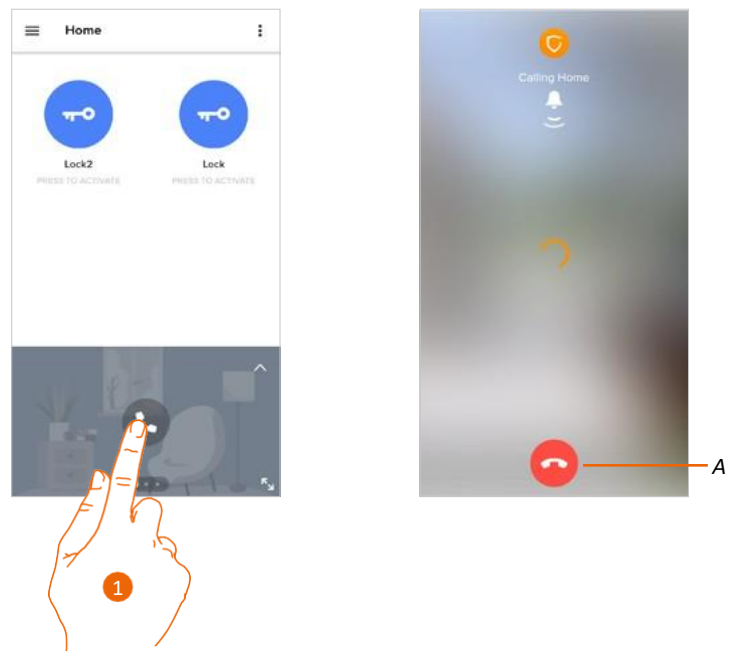 Home
Lock2
Lock
PRESS TO ACTIVATE
PRESS TO ACTIVATE
1
Calling Home
A